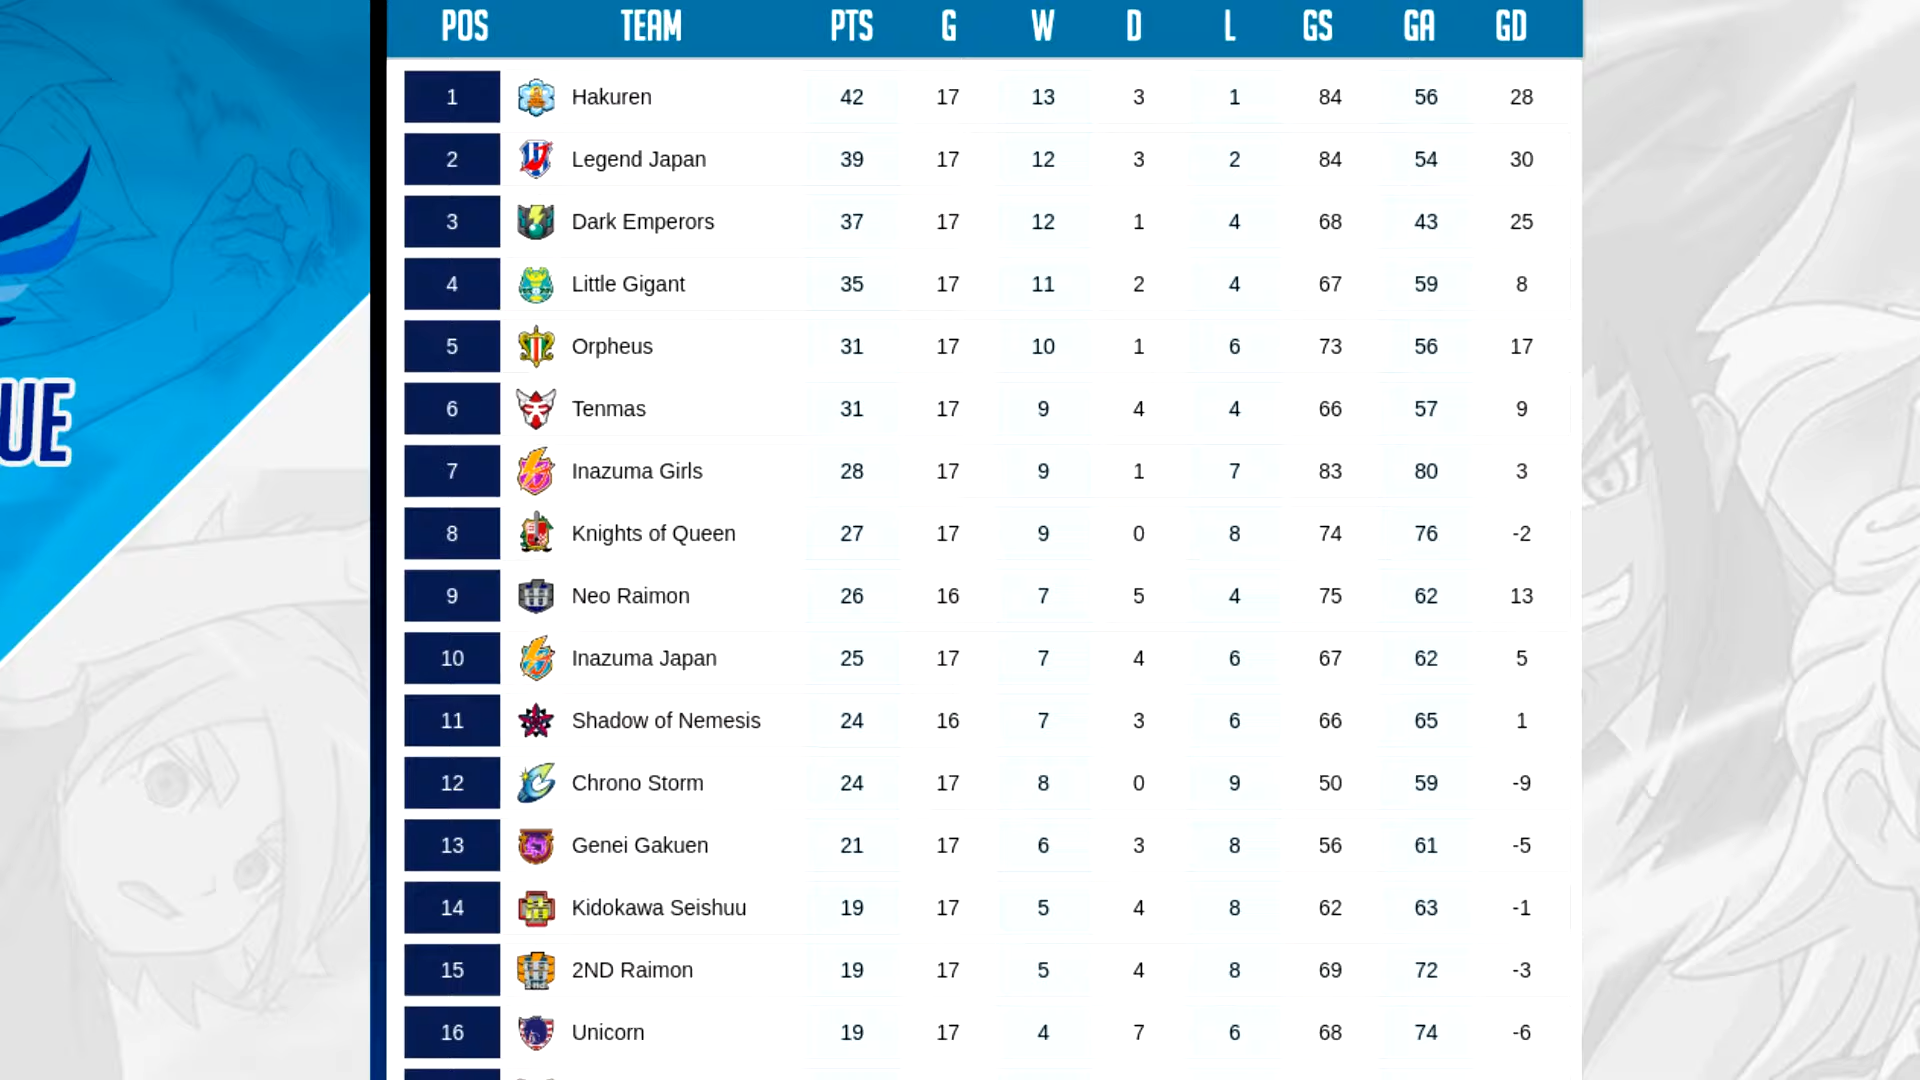 POS TEAM PTS G W D L GS GA GD
1 Hakuren 42 17 13 3 1 84 56 28
2 Legend Japan 39 17 12 3 2 84 54 30
3 Dark Emperors 37 17 12 1 4 68 43 25
4 Little Gigant 35 17 11 2 4 67 59 8
5 Orpheus 31 17 10 1 6 73 56 17
UE
6 Tenmas 31 17 9 4 4 66 57 9
7 Inazuma Girls 28 17 9 1 7 83 80 3
8 Knights of Queen 27 17 9 0 8 74 76 -2
9 Neo Raimon 26 16 7 5 4 75 62 13
10 Inazuma Japan 25 17 7 4 6 67 62 5
11 Shadow of Nemesis 24 16 7 3 6 66 65 1
12 Chrono Storm 24 17 8 0 9 50 59 -9
13 Genei Gakuen 21 17 6 3 8 56 61 -5
14 Kidokawa Seishuu 19 17 5 4 8 62 63 -1
15 2ND Raimon 19 17 5 4 8 69 72 -3
16 Unicorn 19 17 4 7 6 68 74 -6